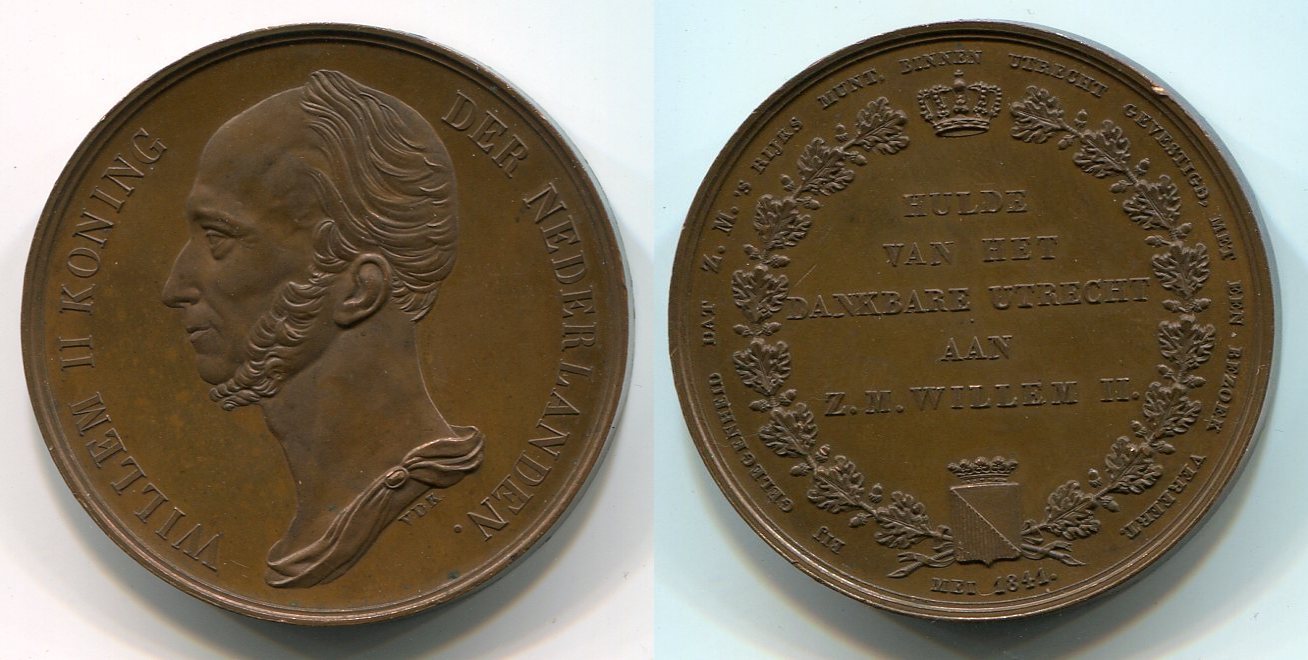 WILLEM II KONING DER NEDERLANDEN.
VDK
BIJ GELEGENHEID DAT Z. M. 'S RIJKS MUNT. BINNEN UTRECHT GEVESTIGD, MET EEN BEZOEK VEREERT.
HULDE
VAN HET
DANKBARE UTRECHT
AAN
Z. M. WILLEM II.
MEI 1841.